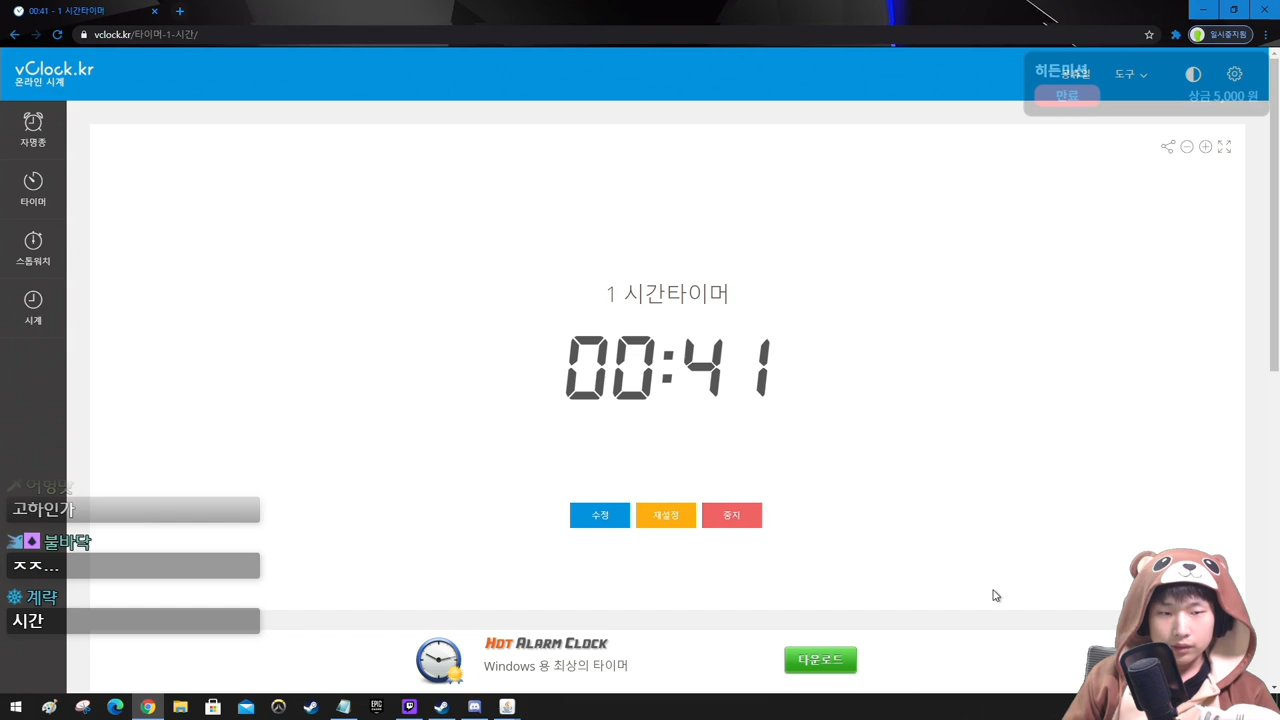 00:41 - 1 시간타이머
vclock.kr/타이머-1-시간/
일시중지됨
vClock.kr
온라인 시계
히든미션
도구
만료
상금 5,000 원
자명종
타이머
스톱워치
시계
1 시간타이머
00:41
수정
재설정
중지
고하인가
불바닥
ㅈㅈ...
계략
시간
HOT ALARM CLOCK
Windows 용 최상의 타이머
다운로드
EPIC